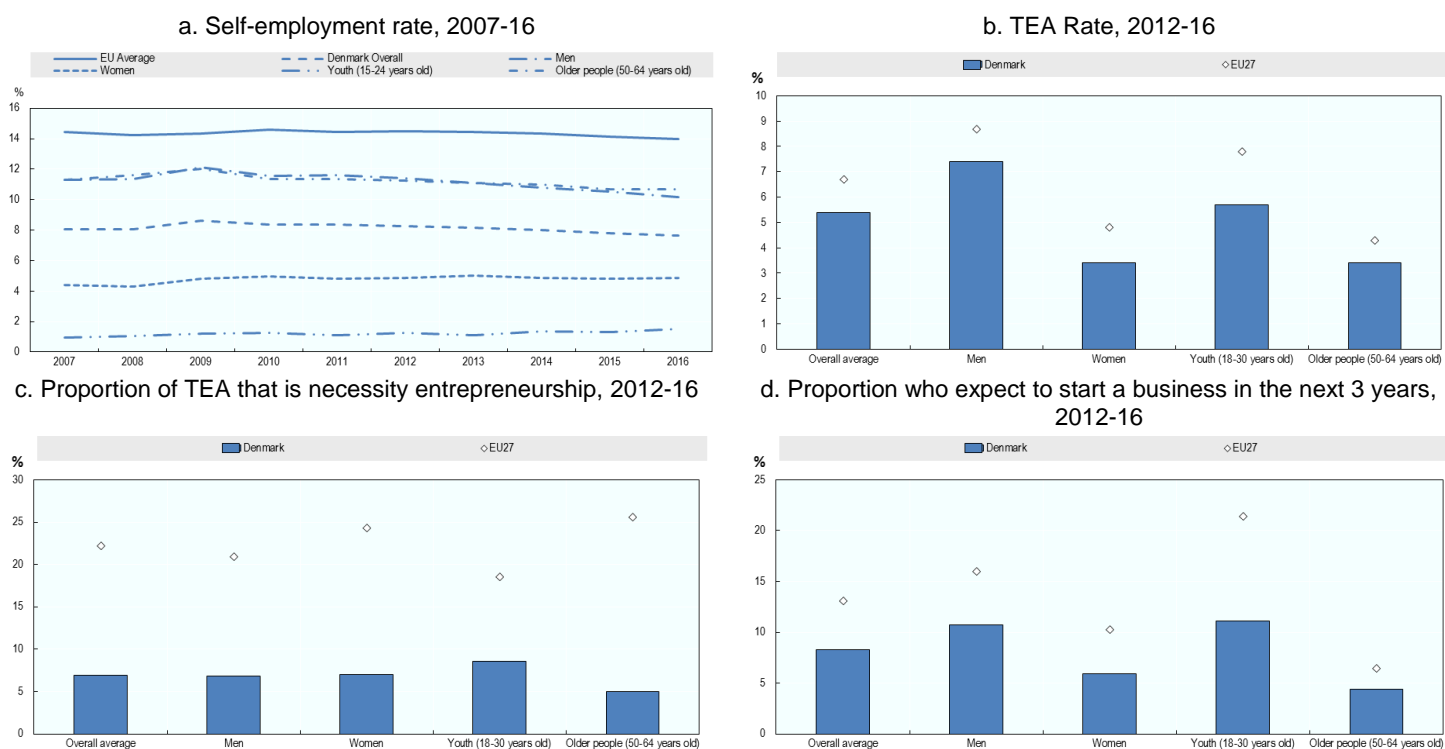 a. Self-employment rate, 2007-16
EU Average Denmark Overall Men
Women Youth (15-24 years old) Older people (50-64 years old)
%
16
14
12
10
8
6
4
2
0
2007 2008 2009 2010 2011 2012 2013 2014 2015 2016
b. TEA Rate, 2012-16
Denmark EU27
%
10
9
8
7
6
5
4
3
2
1
0
Overall average Men Women Youth (18-30 years old) Older people (50-64 years old)
c. Proportion of TEA that is necessity entrepreneurship, 2012-16
Denmark EU27
%
30
25
20
15
10
5
0
Overall average Men Women Youth (18-30 years old) Older people (50-64 years old)
d. Proportion who expect to start a business in the next 3 years,
2012-16
Denmark EU27
%
25
20
15
10
5
0
Overall average Men Women Youth (18-30 years old) Older people (50-64 years old)